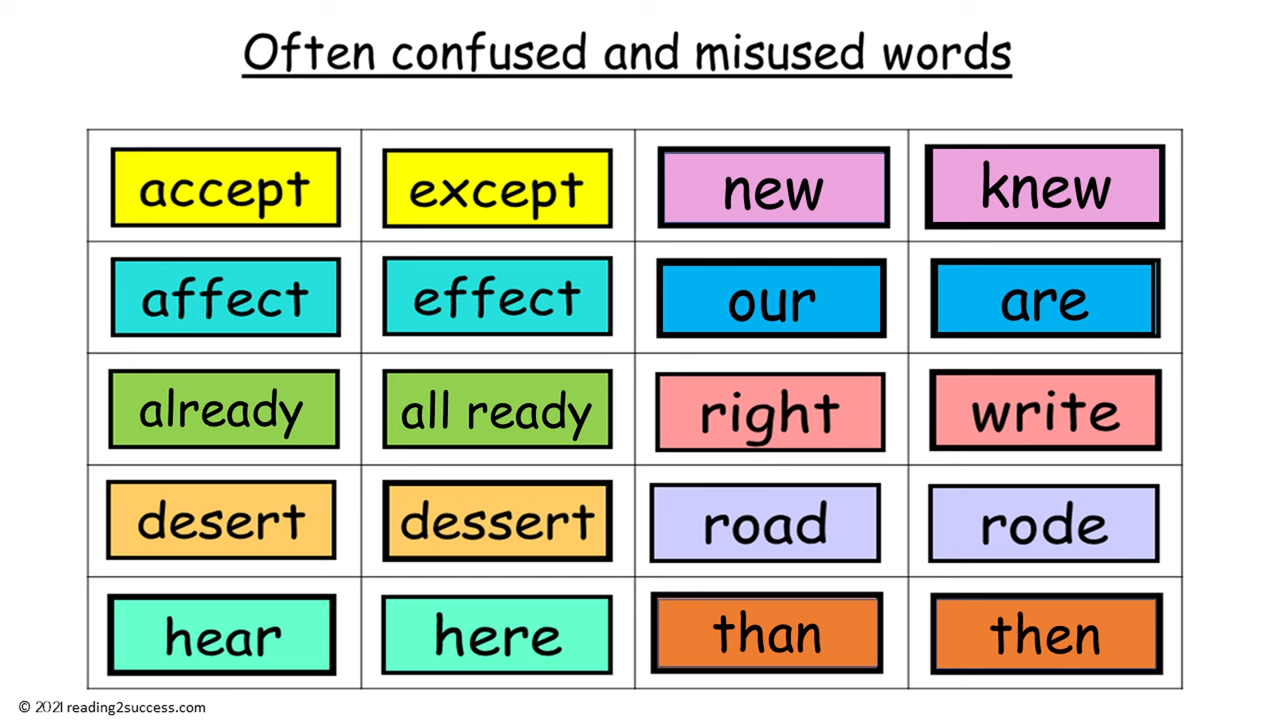 Often confused and misused words
accept except new knew
affect effect our are
already all ready right write
desert dessert road rode
hear here than then
© 2021 reading2success.com